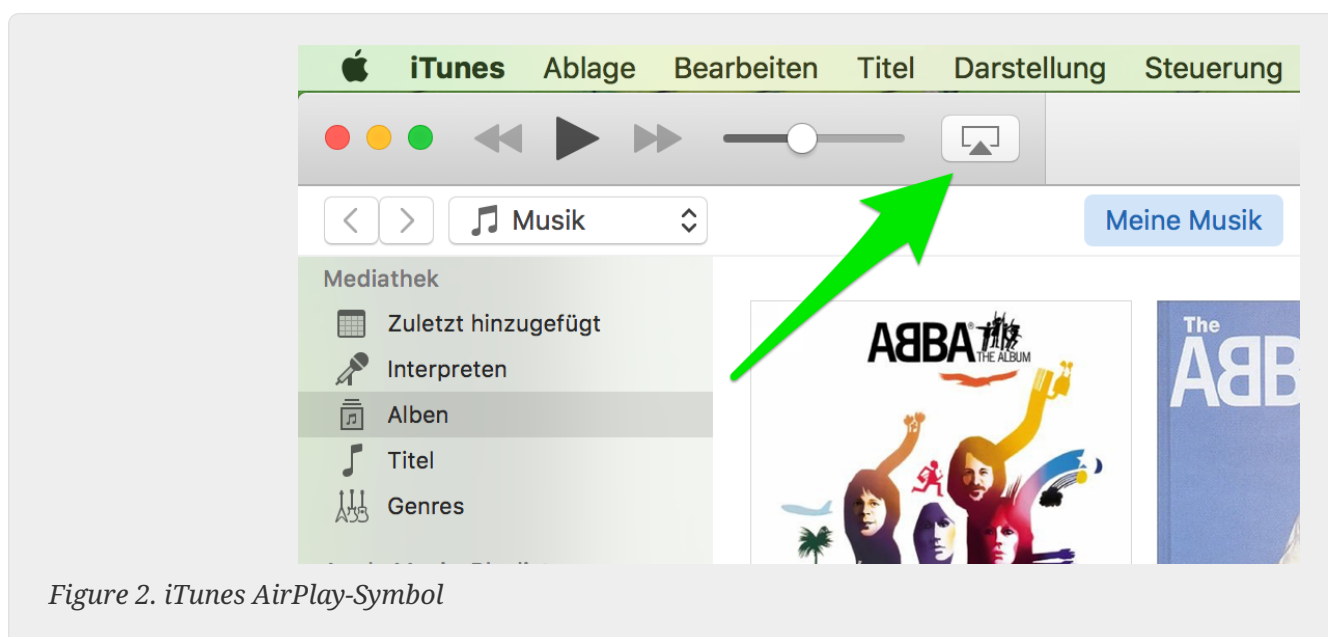 iTunes Ablage Bearbeiten Titel Darstellung Steuerung
Musik
Meine Musik
Mediathek
Zuletzt hinzugefügt
Interpreten
Alben
Titel
Genres
ABBA
THE ALBUM
The
Figure 2. iTunes AirPlay-Symbol